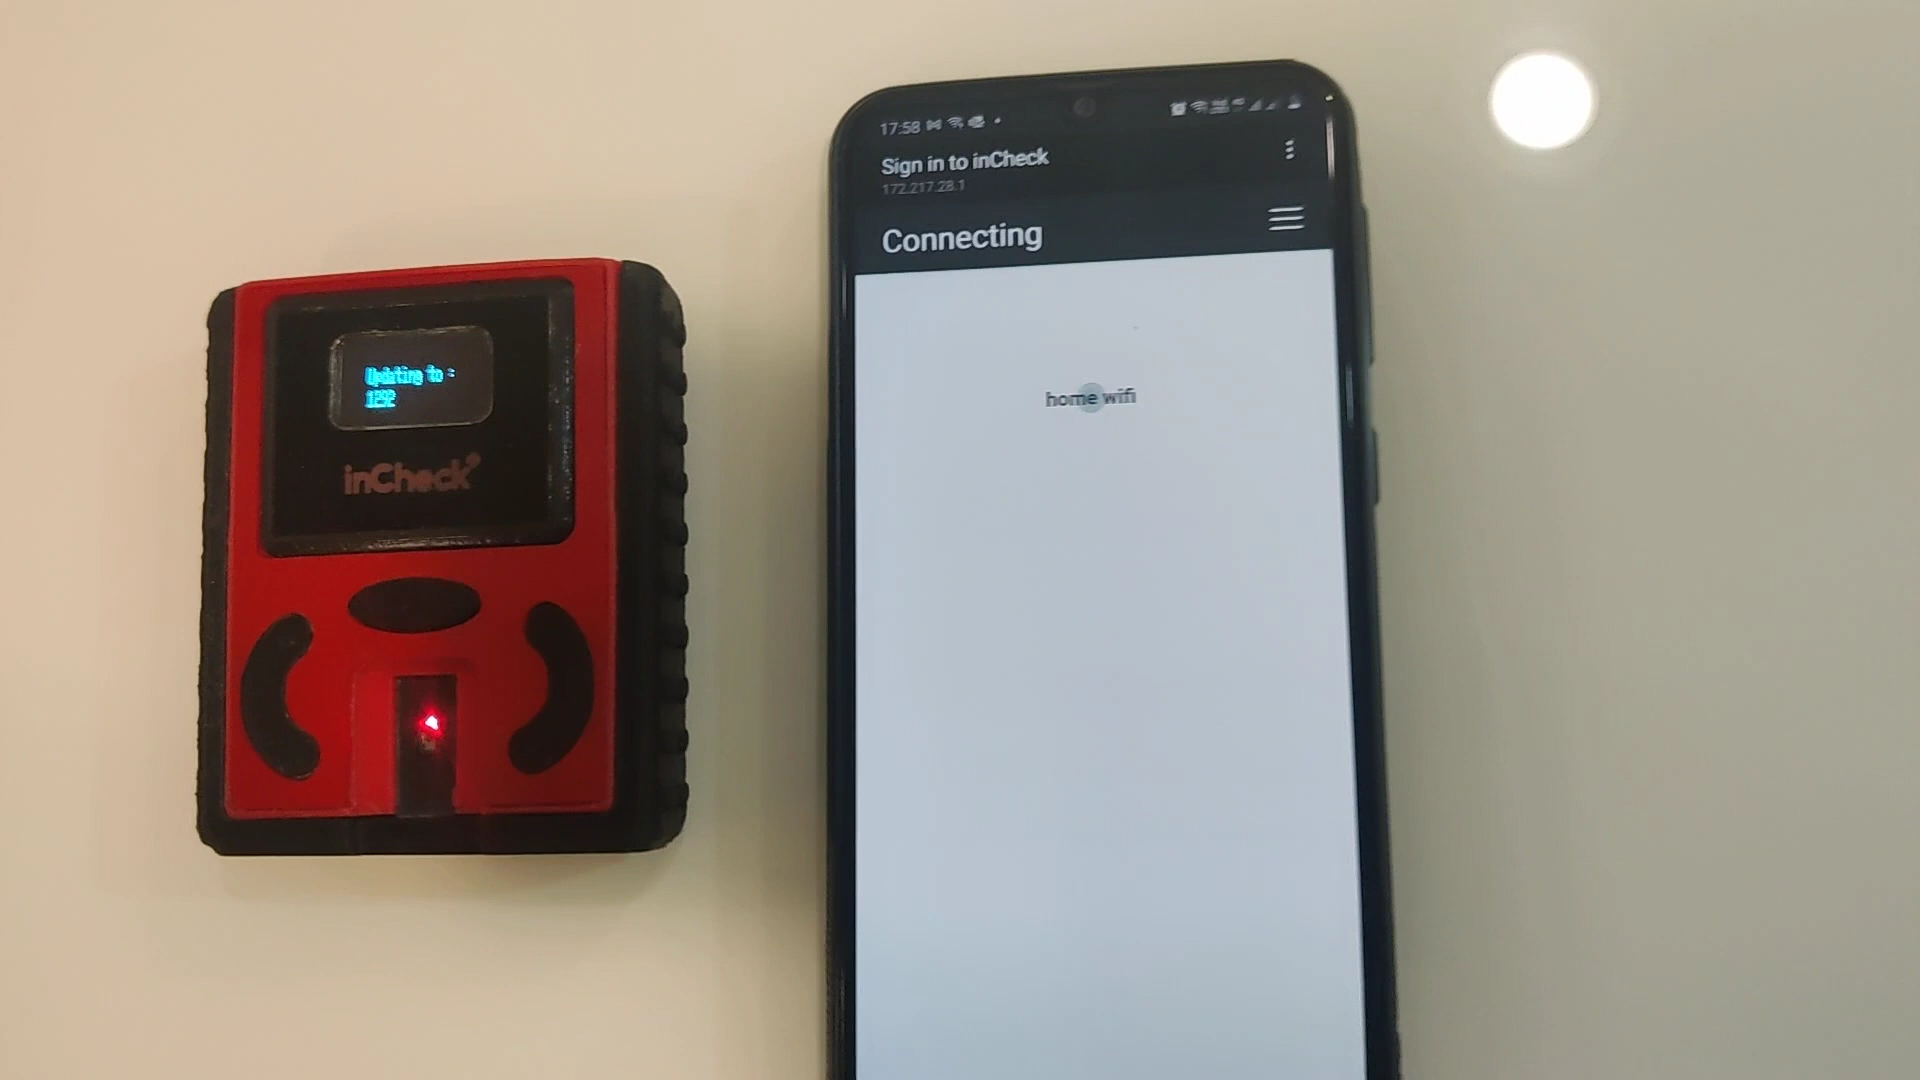 Updating to :
1292
inCheck
17:58
Sign in to inCheck
172.217.28.1
Connecting
home wifi